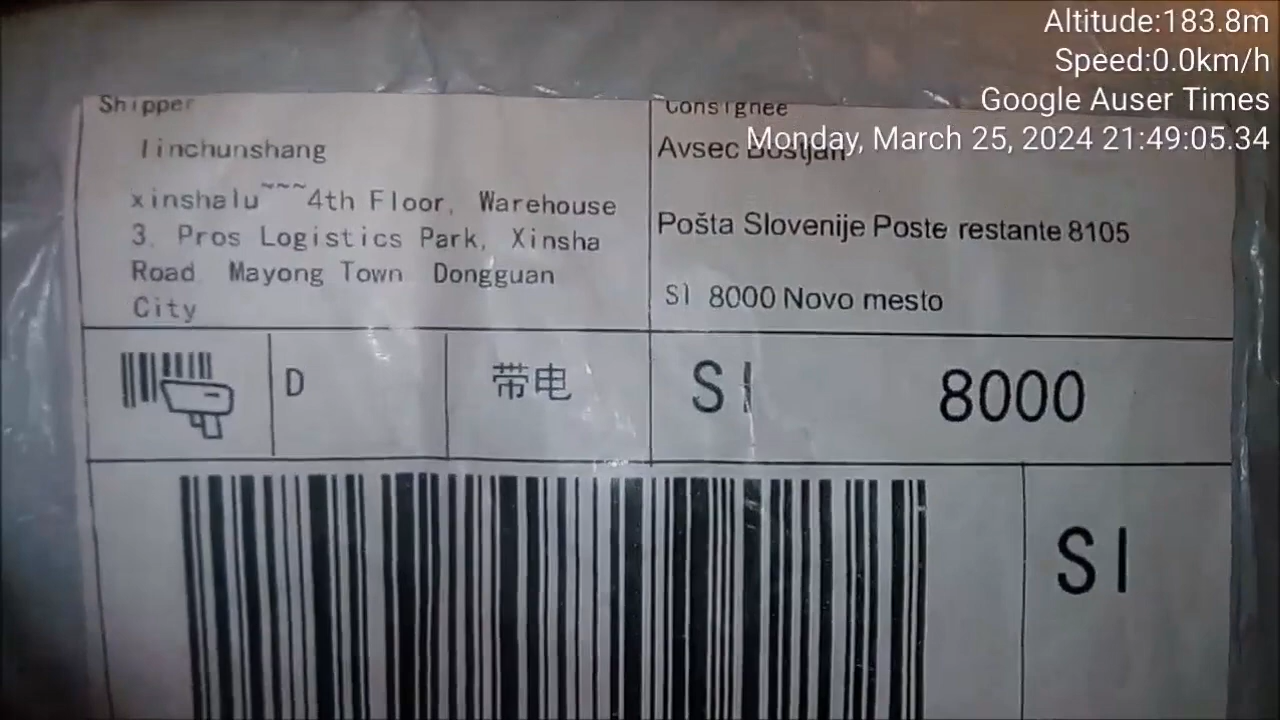 Altitude:183.8m
Speed:0.0km/h
Google Auser Times
Monday, March 25, 2024 21:49:05.34
Shipper
linchunshang
xinshalu~~~4th Floor, Warehouse
3, Pros Logistics Park, Xinsha
Road Mayong Town Dongguan
City
Consignee
Avsec Bostjan
Pošta Slovenije Poste restante 8105
SI 8000 Novo mesto
D
带电
SI 8000
SI